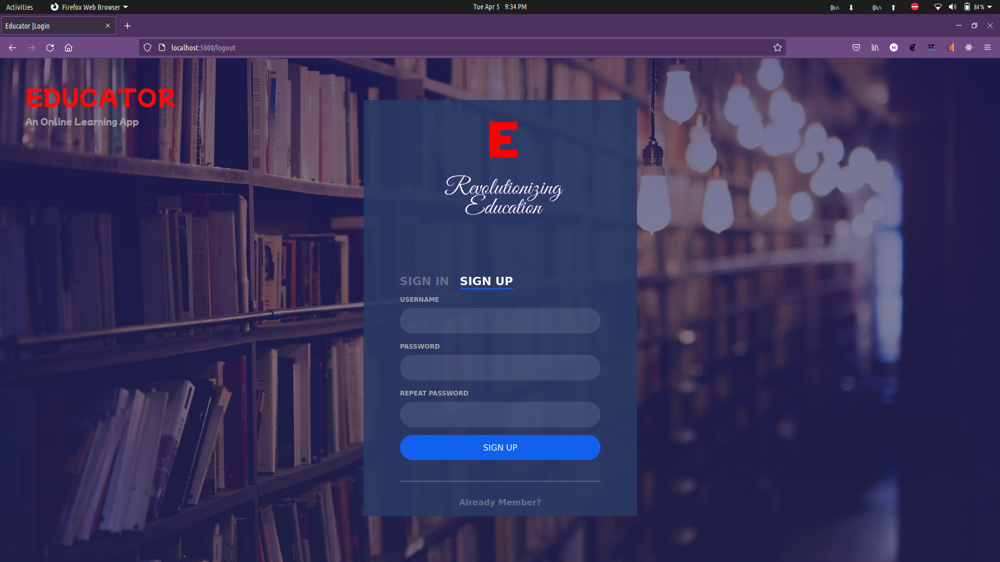 Activities Firefox Web Browser Tue Apr 5 9:34 PM 0b/s 0b/s 84 %
Educator |Login
localhost:5000/logout
EDUCATOR
An Online Learning App
E
Revolutionizing
Education
SIGN IN SIGN UP
USERNAME
PASSWORD
REPEAT PASSWORD
SIGN UP
Already Member?